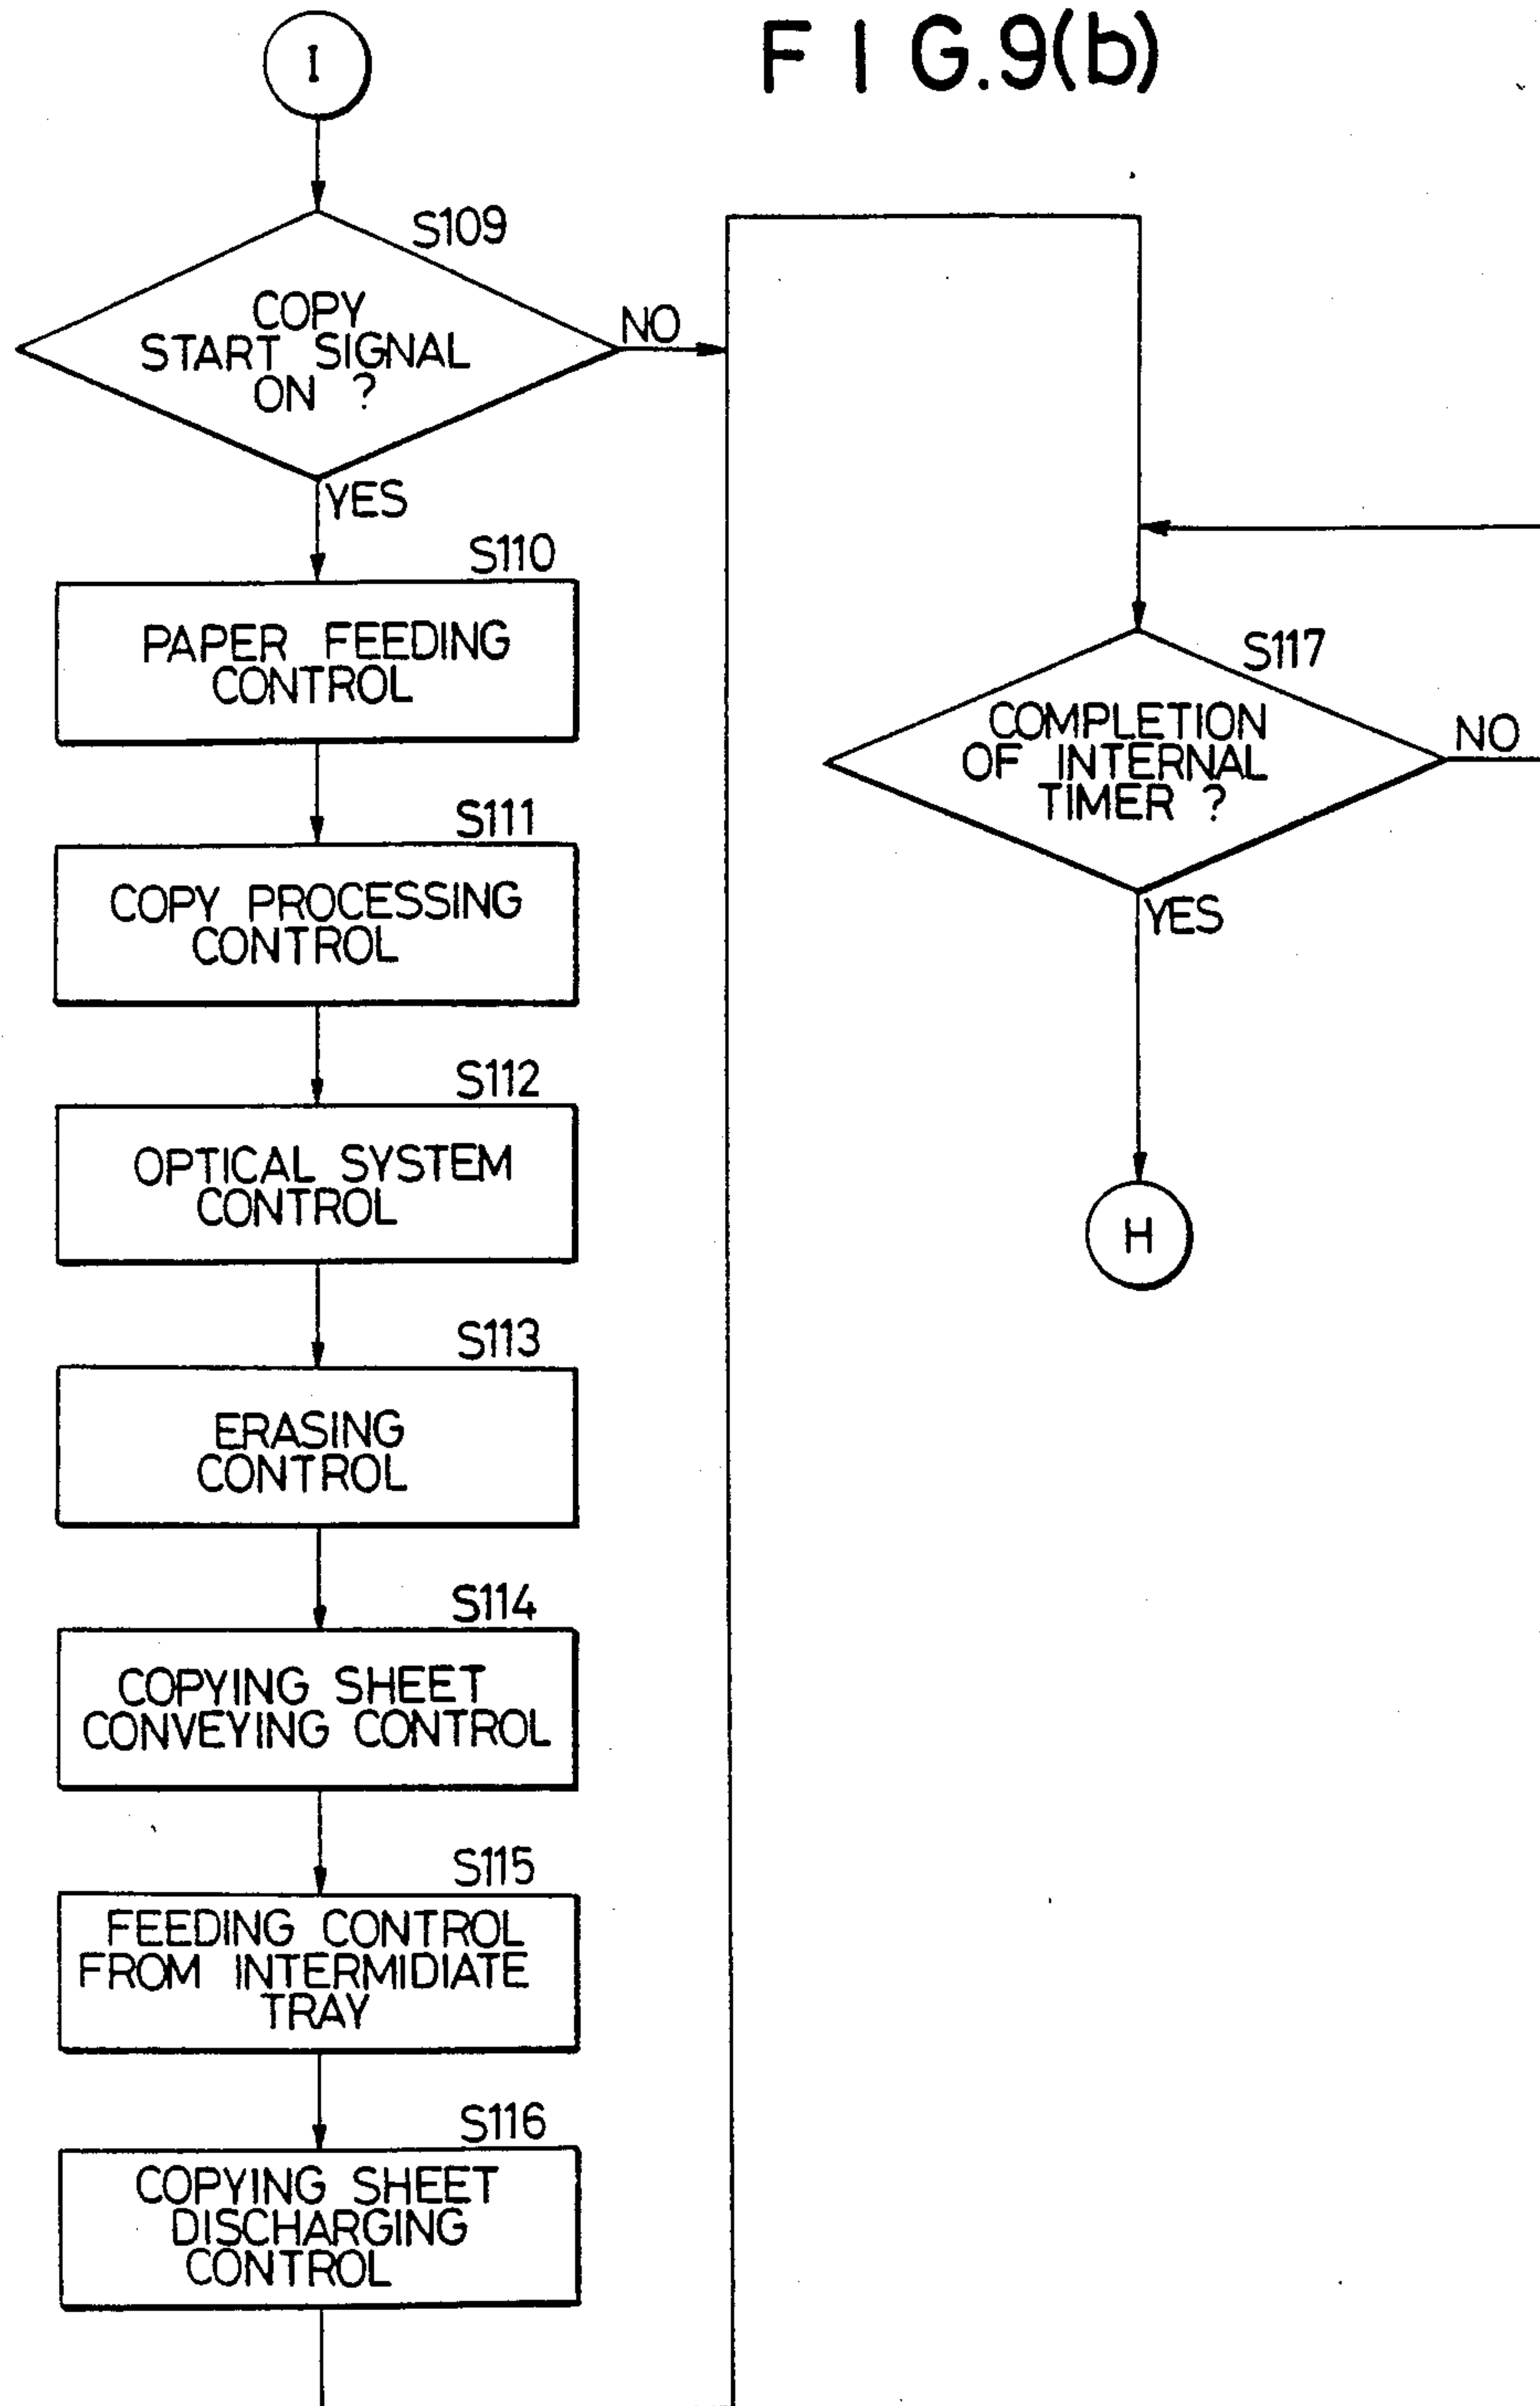 F I G.9(b)
I
S109
COPY
START SIGNAL
ON ?
NO
YES
S110
PAPER FEEDING
CONTROL
S111
COPY PROCESSING
CONTROL
S112
OPTICAL SYSTEM
CONTROL
S113
ERASING
CONTROL
S114
COPYING SHEET
CONVEYING CONTROL
S115
FEEDING CONTROL
FROM INTERMIDIATE
TRAY
S116
COPYING SHEET
DISCHARGING
CONTROL
S117
COMPLETION
OF INTERNAL
TIMER ?
NO
YES
H